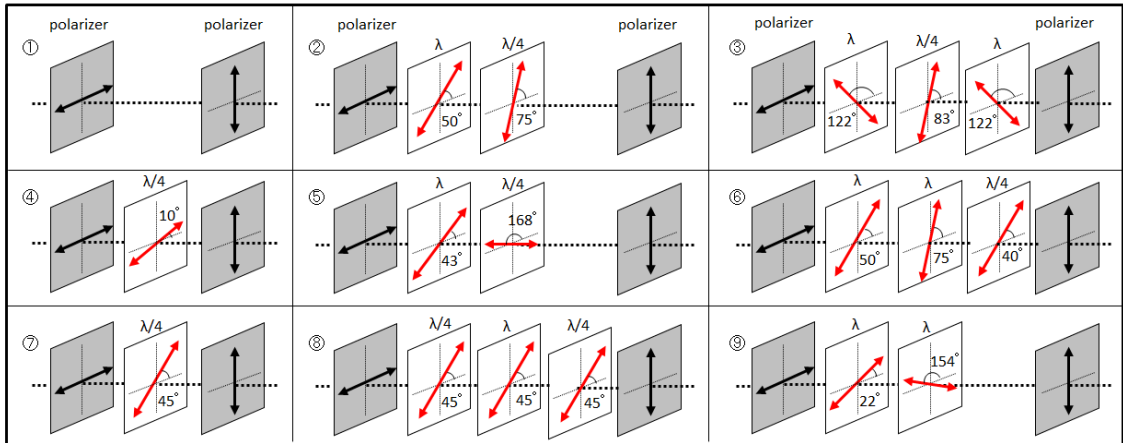 polarizer polarizer polarizer polarizer polarizer
① ② λ λ/4 ③ λ λ/4 λ
50° 75° 122° 83° 122°
④ λ/4 ⑤ λ λ/4 ⑥ λ λ λ/4
10° 168°
43° 50° 75° 40°
⑦ λ/4 ⑧ λ/4 λ λ/4 ⑨ λ λ
154°
45° 45° 45° 45° 22°